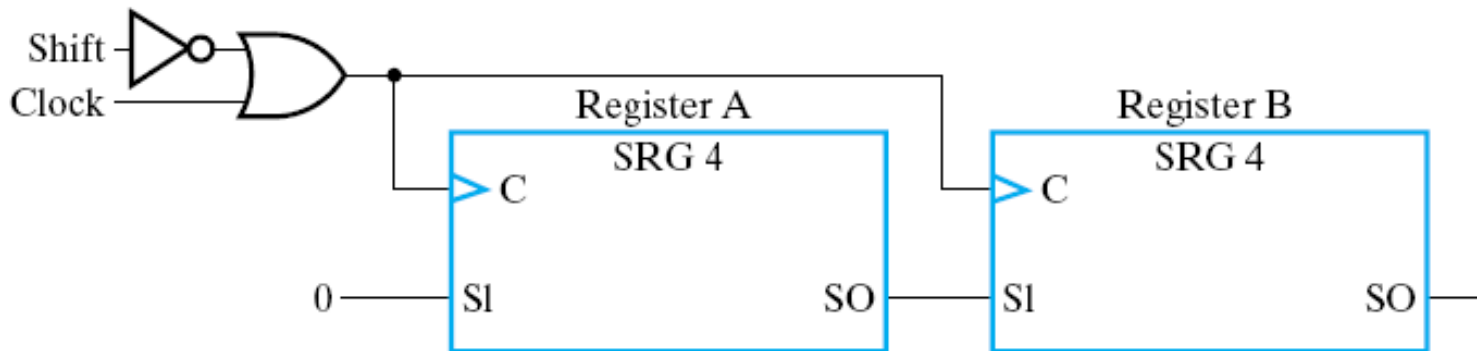 Shift
Clock
Register A
Register B
SRG 4
SRG 4
C
C
0
SI
SO
SI
SO